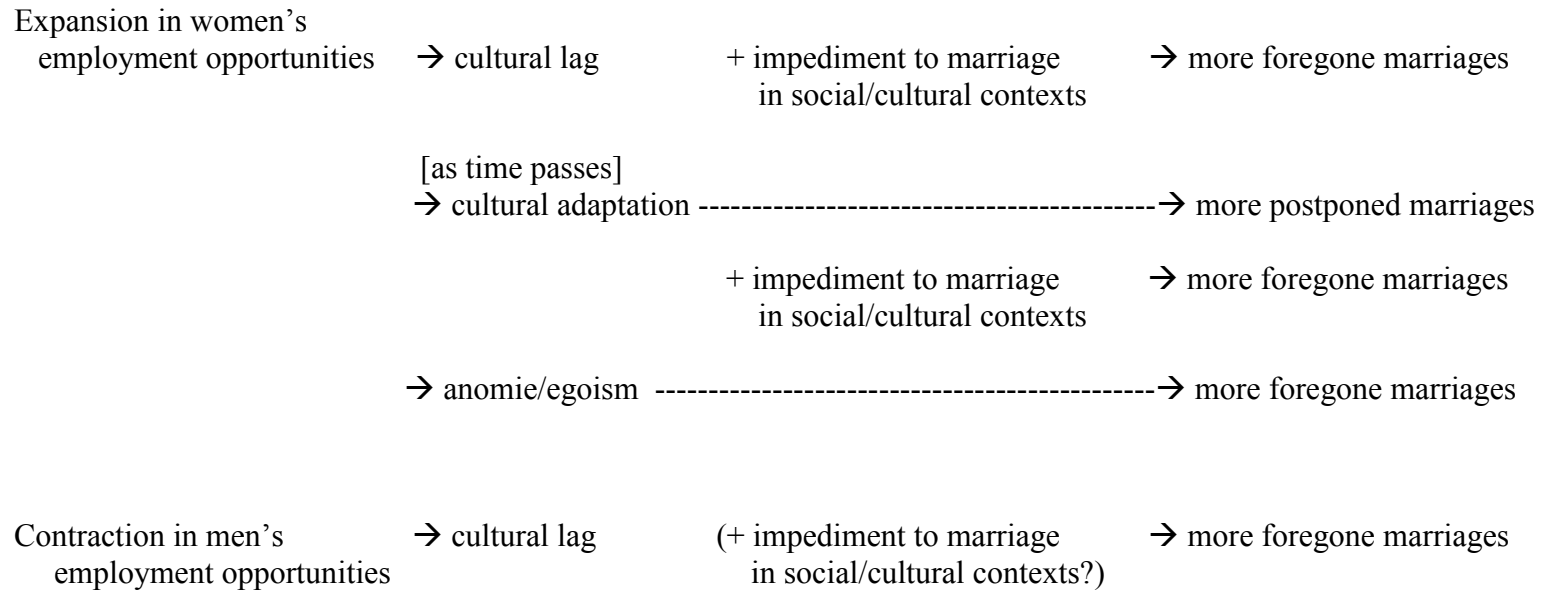 Expansion in women’s
employment opportunities → cultural lag + impediment to marriage → more foregone marriages
in social/cultural contexts
[as time passes]
→ cultural adaptation -------------------------------------------→ more postponed marriages
+ impediment to marriage → more foregone marriages
in social/cultural contexts
→ anomie/egoism -----------------------------------------------→ more foregone marriages
Contraction in men’s → cultural lag (+ impediment to marriage → more foregone marriages
employment opportunities in social/cultural contexts?)